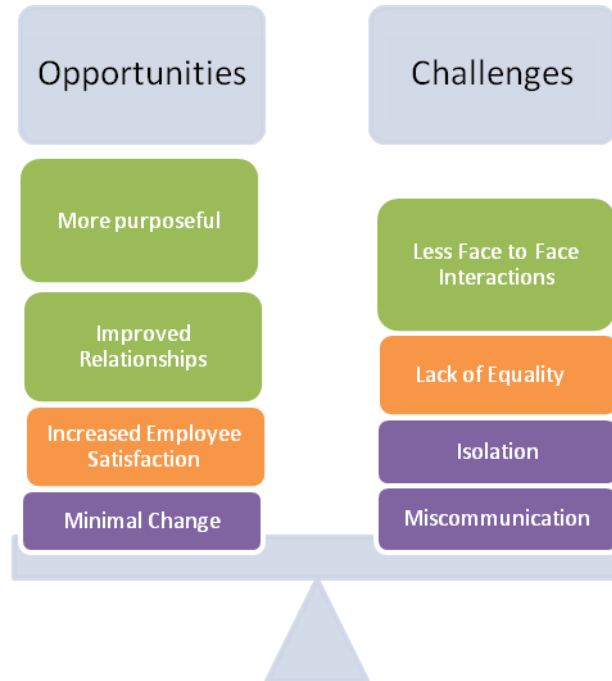 Opportunities
More purposeful
Improved
Relationships
Increased Employee
Satisfaction
Minimal Change
Challenges
Less Face to Face
Interactions
Lack of Equality
Isolation
Miscommunication